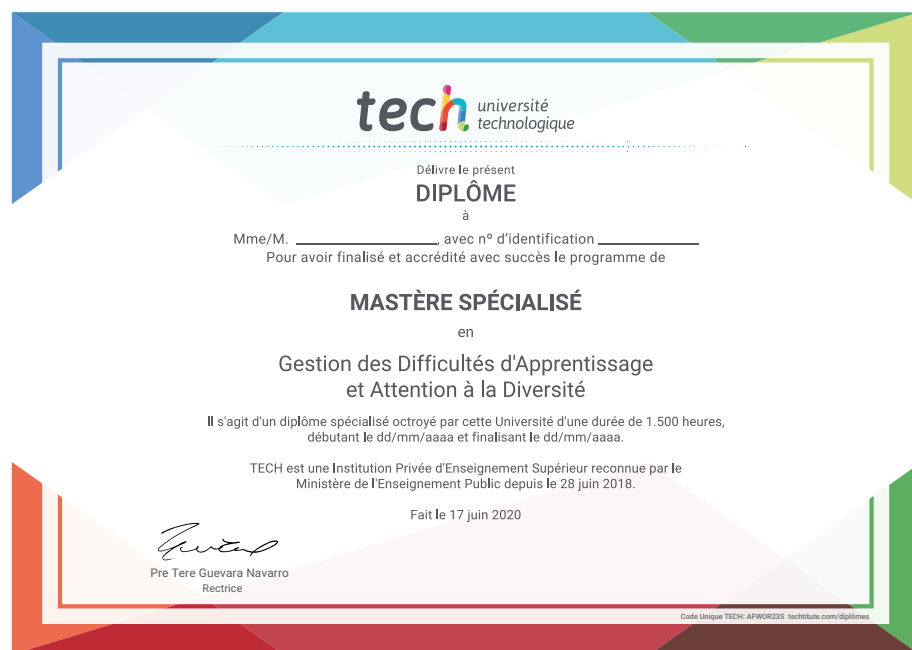 tech université
technologique
Délivre le présent
DIPLÔME
à
Mme/M. , avec nº d'identification
Pour avoir finalisé et accrédité avec succès le programme de
MASTÈRE SPÉCIALISÉ
en
Gestion des Difficultés d'Apprentissage
et Attention à la Diversité
Il s'agit d'un diplôme spécialisé octroyé par cette Université d'une durée de 1.500 heures,
débutant le dd/mm/aaaa et finalisant le dd/mm/aaaa.
TECH est une Institution Privée d'Enseignement Supérieur reconnue par le
Ministère de l'Enseignement Public depuis le 28 juin 2018.
Fait le 17 juin 2020
Pre Tere Guevara Navarro
Rectrice
Code Unique TECH: AFWOR23S techtitute.com/diplômes